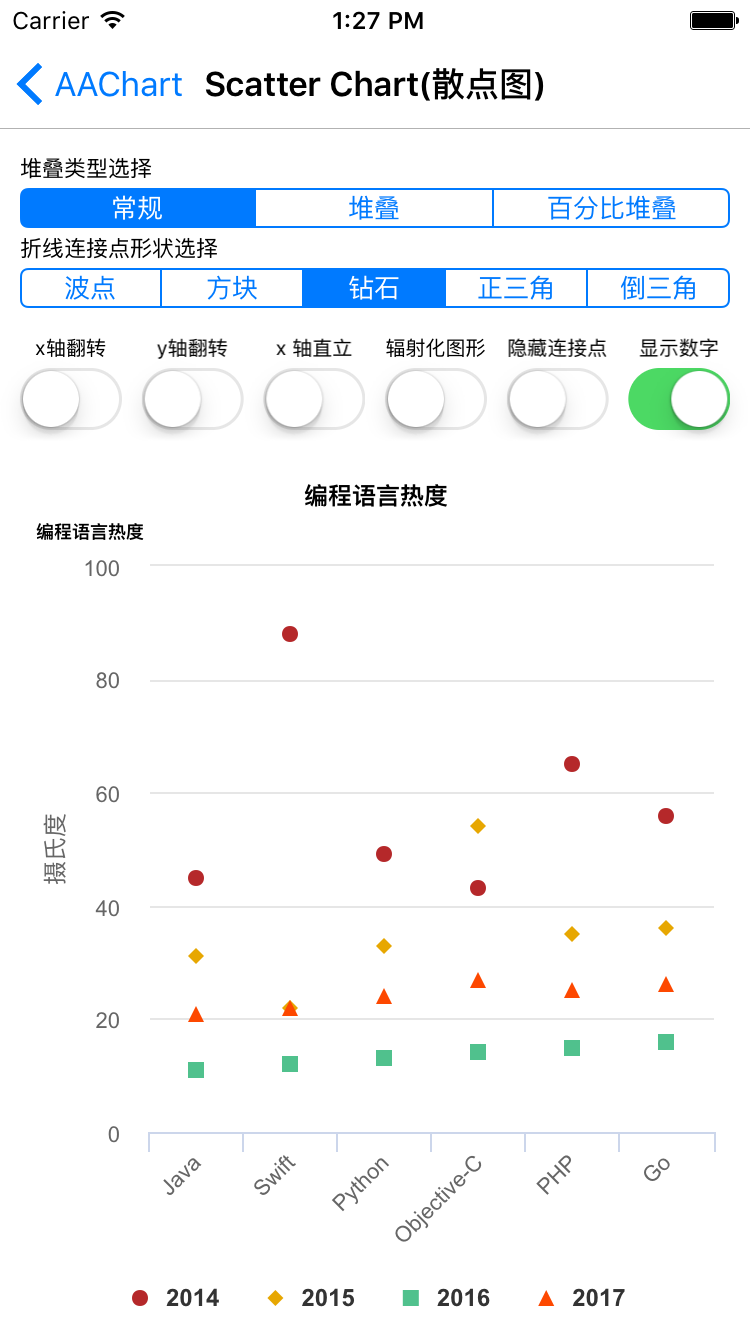 Carrier 1:27 PM
AAChart Scatter Chart(散点图)
堆叠类型选择
常规 堆叠 百分比堆叠
折线连接点形状选择
波点 方块 钻石 正三角 倒三角
x轴翻转 y轴翻转 x 轴直立 辐射化图形 隐藏连接点 显示数字
编程语言热度
编程语言热度
100
80
60
40
20
0
摄氏度
Java Swift Python Objective-C PHP Go
2014 2015 2016 2017